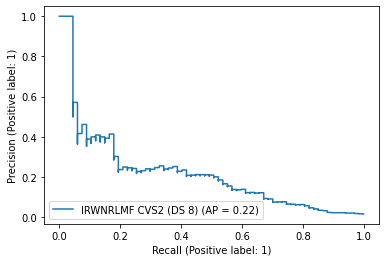 1.0
0.8
0.6
0.4
0.2
0.0
Precision (Positive label: 1)
IRWNRLMF CVS2 (DS 8) (AP = 0.22)
0.0 0.2 0.4 0.6 0.8 1.0
Recall (Positive label: 1)